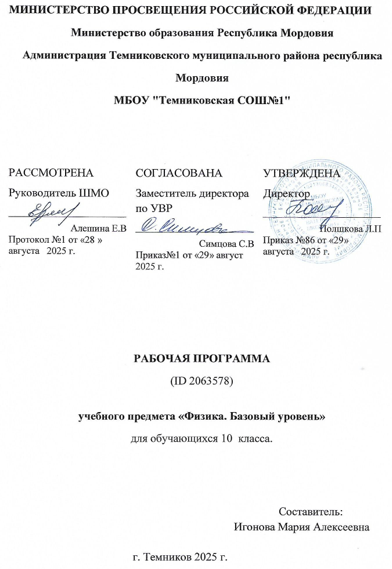 МИНИСТЕРСТВО ПРОСВЕЩЕНИЯ РОССИЙСКОЙ ФЕДЕРАЦИИ
Министерство образования Республика Мордовия
Администрация Темниковского муниципального района республика
Мордовия
МБОУ "Темниковская СОШ№1"
РАССМОТРЕНА
Руководитель ШМО
Алешина Е.В
Протокол №1 от «28 »
августа 2025 г.
СОГЛАСОВАНА
Заместитель директора
по УВР
Симцова С.В
Приказ№1 от «29» август
2025 г.
УТВЕРЖДЕНА
Директор
Полшкова Л.П
Приказ №86 от «29»
августа 2025 г.
РАБОЧАЯ ПРОГРАММА
(ID 2063578)
учебного предмета «Физика. Базовый уровень»
для обучающихся 10 класса.
Составитель:
Игонова Мария Алексеевна
г. Темников 2025 г.